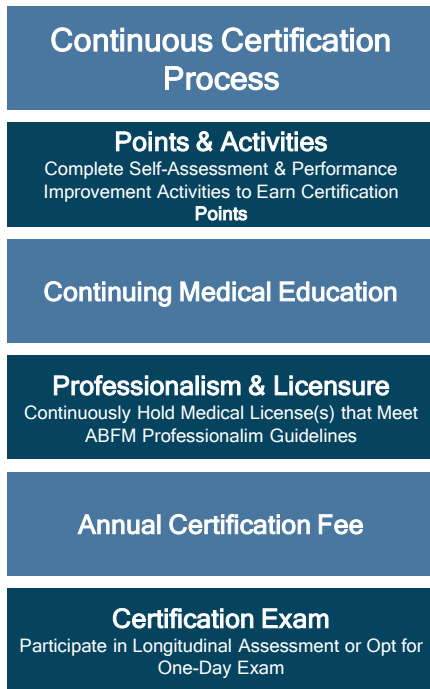 Continuous Certification
Process
Points & Activities
Complete Self-Assessment & Performance
Improvement Activities to Earn Certification
Points
Continuing Medical Education
Professionalism & Licensure
Continuously Hold Medical License(s) that Meet
ABFM Professionalim Guidelines
Annual Certification Fee
Certification Exam
Participate in Longitudinal Assessment or Opt for
One-Day Exam